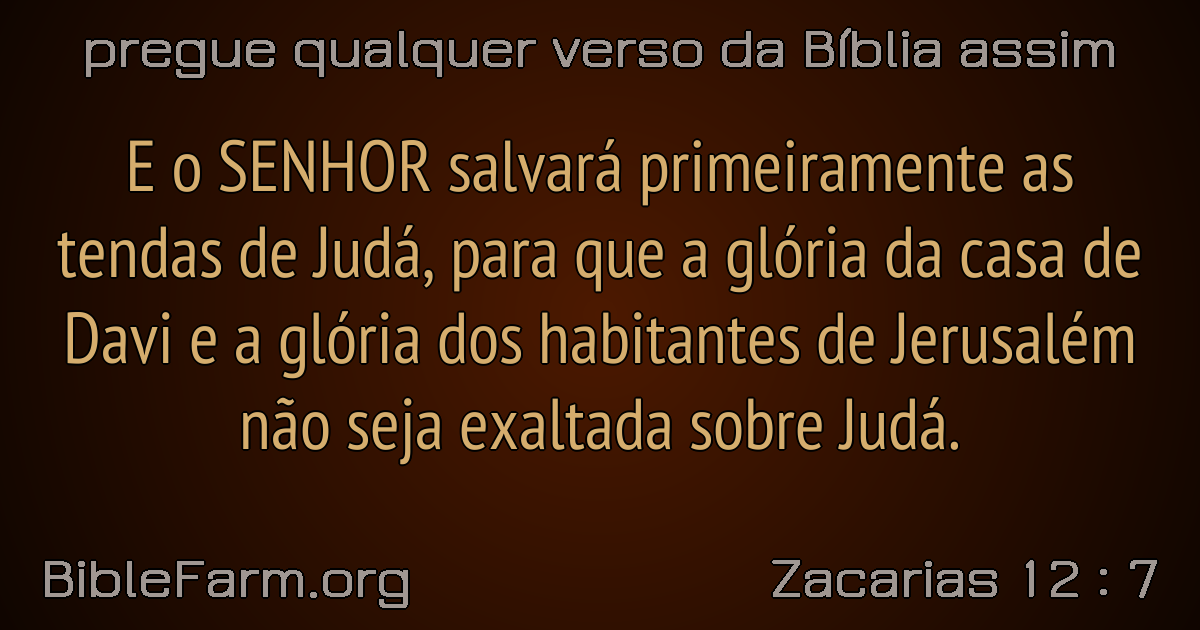 pregue qualquer verso da Bíblia assim
E o SENHOR salvará primeiramente as
tendas de Judá, para que a glória da casa de
Davi e a glória dos habitantes de Jerusalém
não seja exaltada sobre Judá.
BibleFarm.org
Zacarias 12 : 7